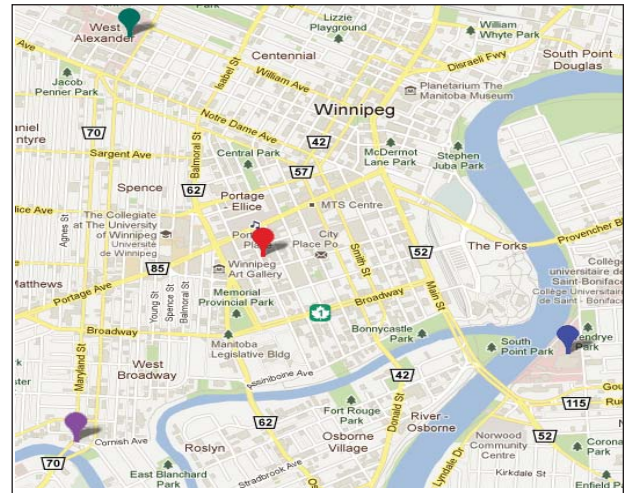 West
Alexander
Lizzie
Playground
William
Whyte Park
Centennial
Isabel St
South Point
Douglas
Disraeli Fwy
Jacob
Penner Park
William Ave
Planetarium The
Manitoba Museum
Winnipeg
Notre Dame Ave
70
42
Sargent Ave
Balmoral St
Central Park
McDermot
Lane Park
Stephen
Juba Park
57
Spence
62
Portage
- Ellice
MTS Centre
Agnes St
The Collegiate
at The University
of Winnipeg
Université
de Winnipeg
City
Place Po
52
The Forks
Provencher Bl
Winnipeg
Art Gallery
Smith St
85
Portage Ave
Young St
Spence St
Balmoral St
Memorial
Provincial Park
1
Broadway
Main St
universitaire de
Saint-Boniface
Collège Universitaire
de Saint - Boniface
Broadway
Manitoba
Legislative Bldg
Bonnycastle
Park
South
Point Park
Park
Maryland St
West
Broadway
42
Donald St
115
62
Fort Rouge
Park
River -
Osborne
52
Cornish Ave
Roslyn
Osborne
Village
Norwood
Community
Centre
Corona
Park
70
East Blanchard
Park
Stradbrook Ave
Lyndale Dr
Kirkdale St
Enfield P